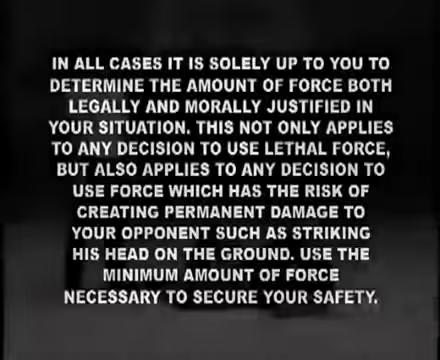 IN ALL CASES IT IS SOLELY UP TO YOU TO
DETERMINE THE AMOUNT OF FORCE BOTH
LEGALLY AND MORALLY JUSTIFIED IN
YOUR SITUATION. THIS NOT ONLY APPLIES
TO ANY DECISION TO USE LETHAL FORCE,
BUT ALSO APPLIES TO ANY DECISION TO
USE FORCE WHICH HAS THE RISK OF
CREATING PERMANENT DAMAGE TO
YOUR OPPONENT SUCH AS STRIKING
HIS HEAD ON THE GROUND. USE THE
MINIMUM AMOUNT OF FORCE
NECESSARY TO SECURE YOUR SAFETY.